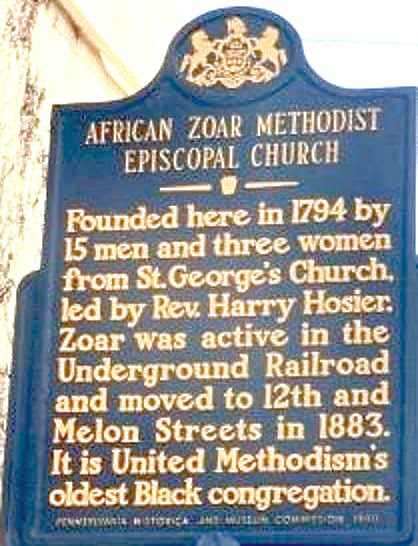 AFRICAN ZOAR METHODIST
EPISCOPAL CHURCH
Founded here in 1794 by
15 men and three women
from St. George's Church,
led by Rev. Harry Hosier.
Zoar was active in the
Underground Railroad
and moved to 12th and
Melon Streets in 1883.
It is United Methodism's
oldest Black congregation.
PENNSYLVANIA HISTORICAL AND MUSEUM COMMISSION